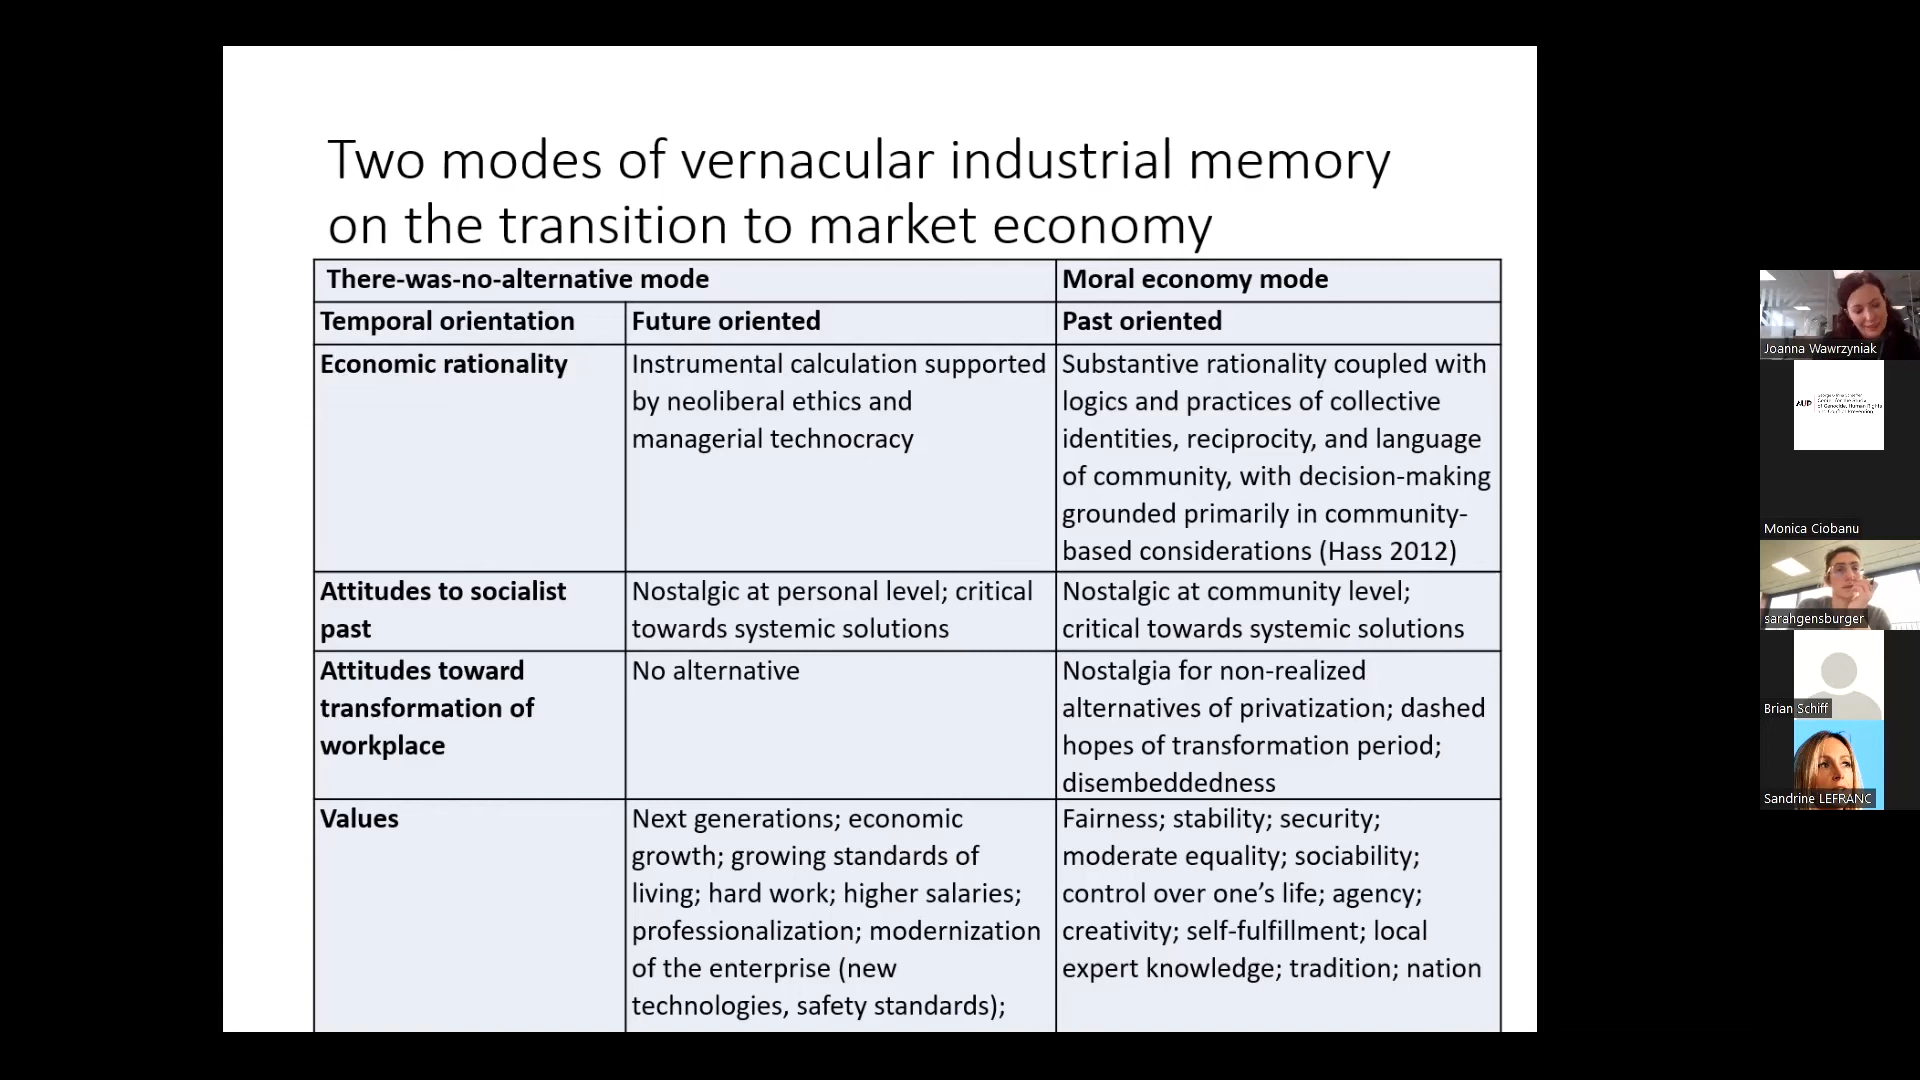 Two modes of vernacular industrial memory
on the transition to market economy
There-was-no-alternative mode
Moral economy mode
Temporal orientation
Future oriented
Past oriented
Economic rationality
Instrumental calculation supported
by neoliberal ethics and
managerial technocracy
Substantive rationality coupled with
logics and practices of collective
identities, reciprocity, and language
of community, with decision-making
grounded primarily in community-
based considerations (Hass 2012)
Attitudes to socialist
past
Nostalgic at personal level; critical
towards systemic solutions
Nostalgic at community level;
critical towards systemic solutions
Attitudes toward
transformation of
workplace
No alternative
Nostalgia for non-realized
alternatives of privatization; dashed
hopes of transformation period;
disembeddedness
Values
Next generations; economic
growth; growing standards of
living; hard work; higher salaries;
professionalization; modernization
of the enterprise (new
technologies, safety standards);
Fairness; stability; security;
moderate equality; sociability;
control over one’s life; agency;
creativity; self-fulfillment; local
expert knowledge; tradition; nation
Joanna Wawrzyniak
AUP
Monica Ciobanu
sarahgensburger
Brian Schiff
Sandrine LEFRANC